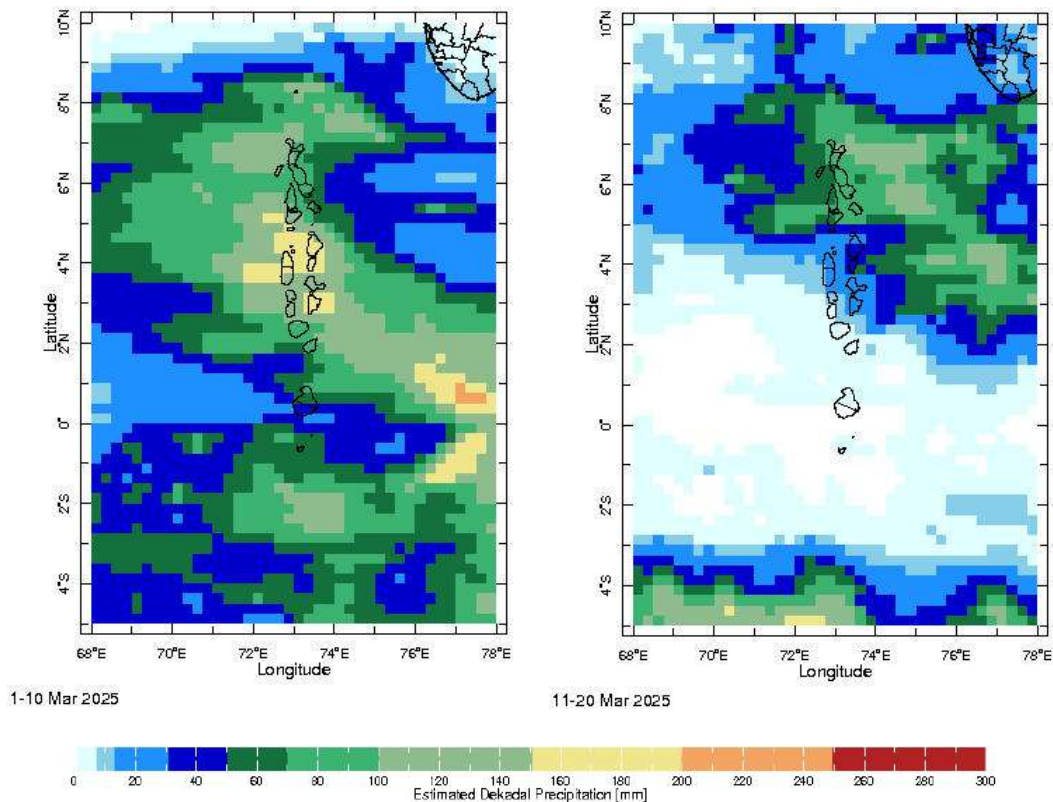 10°N
8°N
6°N
4°N
2°N
0°
2°S
4°S
Latitude
68°E 70°E 72°E 74°E 76°E 78°E
Longitude
1-10 Mar 2025
10°N
8°N
6°N
4°N
2°N
0°
2°S
4°S
Latitude
68°E 70°E 72°E 74°E 76°E 78°E
Longitude
11-20 Mar 2025
0 20 40 60 80 100 120 140 160 180 200 220 240 260 280 300
Estimated Dekadal Precipitation [mm]